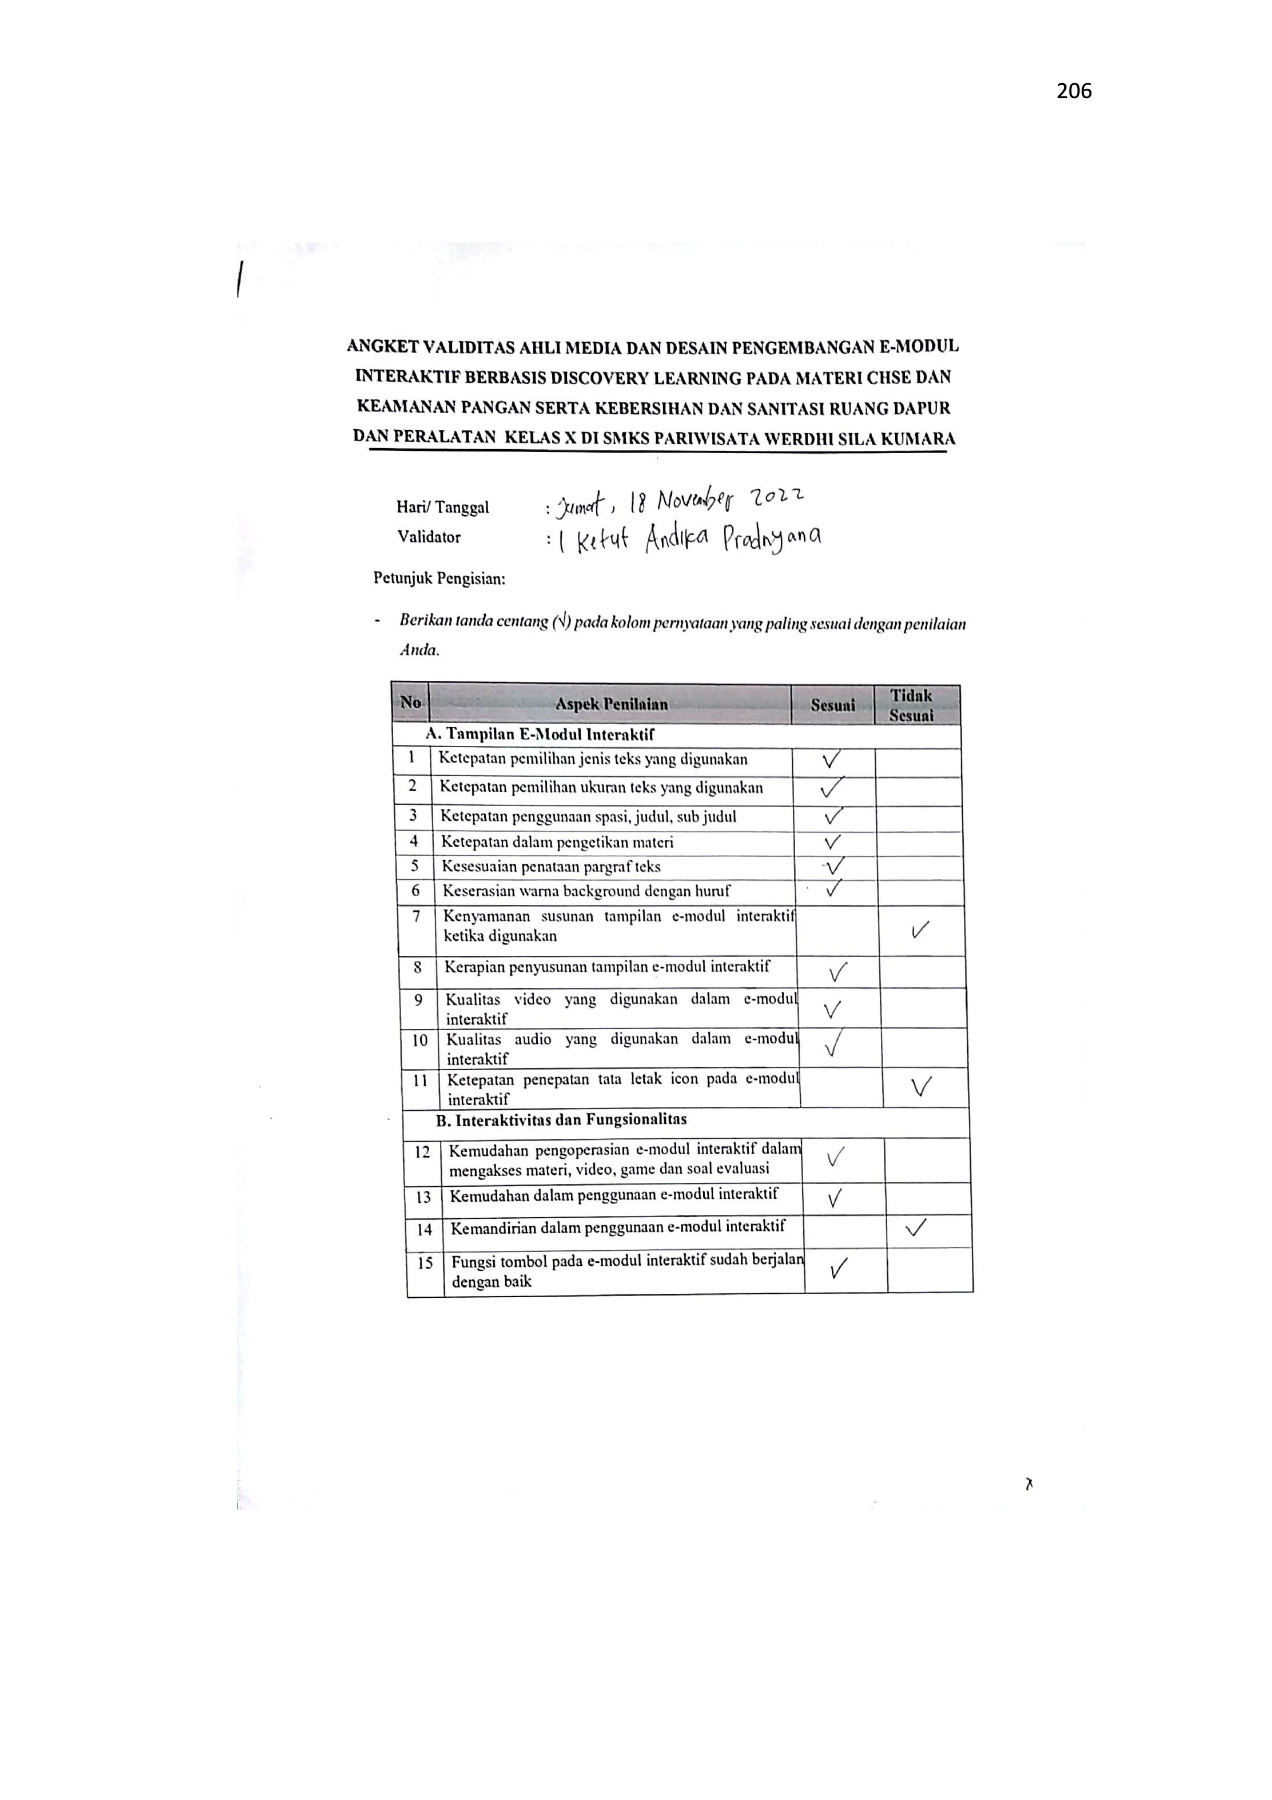 206
ANGKET VALIDITAS AHLI MEDIA DAN DESAIN PENGEMBANGAN E-MODUL
INTERAKTIF BERBASIS DISCOVERY LEARNING PADA MATERI CHSE DAN
KEAMANAN PANGAN SERTA KEBERSIHAN DAN SANITASI RUANG DAPUR
DAN PERALATAN KELAS X DI SMKS PARIWISATA WERDHI SILA KUMARA
Hari/ Tanggal : Jumat, 18 November 2022
Validator : I Ketut Andika Pradnyana
Petunjuk Pengisian:
- Berikan tanda centang (√) pada kolom pernyataan yang paling sesuai dengan penilaian
Anda.
No Aspek Penilaian Sesuai Tidak
Sesuai
A. Tampilan E-Modul Interaktif
1 Ketepatan pemilihan jenis teks yang digunakan √
2 Ketepatan pemilihan ukuran teks yang digunakan √
3 Ketepatan penggunaan spasi, judul, sub judul √
4 Ketepatan dalam pengetikan materi √
5 Kesesuaian penataan pargraf teks √
6 Keserasian warna background dengan huruf √
7 Kenyamanan susunan tampilan e-modul interaktif
ketika digunakan √
8 Kerapian penyusunan tampilan e-modul interaktif √
9 Kualitas video yang digunakan dalam e-modul
interaktif √
10 Kualitas audio yang digunakan dalam e-modul
interaktif √
11 Ketepatan penepatan tata letak icon pada e-modul
interaktif √
B. Interaktivitas dan Fungsionalitas
12 Kemudahan pengoperasian e-modul interaktif dalam
mengakses materi, video, game dan soal evaluasi √
13 Kemudahan dalam penggunaan e-modul interaktif √
14 Kemandirian dalam penggunaan e-modul interaktif √
15 Fungsi tombol pada e-modul interaktif sudah berjalan
dengan baik √